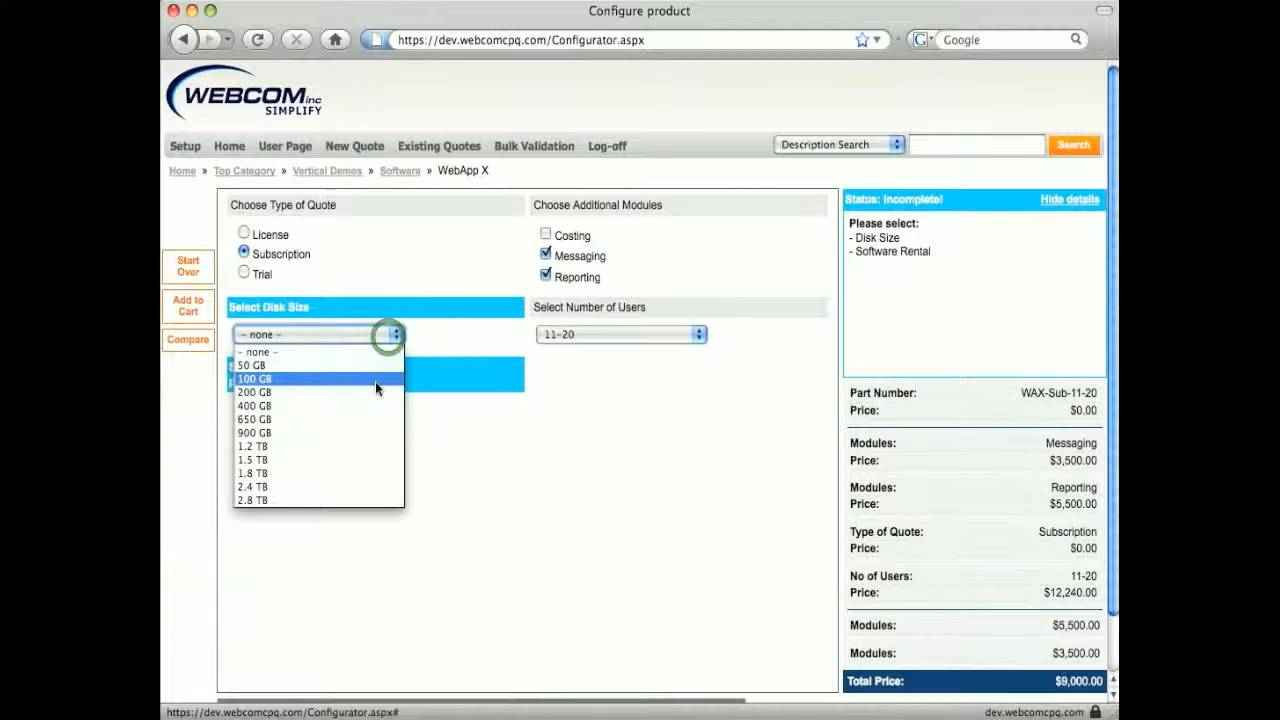 Configure product
https://dev.webcomcpq.com/Configurator.aspx
Google
WEBCOM inc
SIMPLIFY
Setup Home User Page New Quote Existing Quotes Bulk Validation Log-off
Description Search
Search
Home » Top Category » Vertical Demos » Software » WebApp X
Start Over
Add to Cart
Compare
Choose Type of Quote
License
Subscription
Trial
Choose Additional Modules
Costing
Messaging
Reporting
Select Disk Size
- none -
- none -
50 GB
100 GB
200 GB
400 GB
650 GB
900 GB
1.2 TB
1.5 TB
1.8 TB
2.4 TB
2.8 TB
Select Number of Users
11-20
Status: Incomplete! Hide details
Please select:
- Disk Size
- Software Rental
Part Number: WAX-Sub-11-20
Price: $0.00
Modules: Messaging
Price: $3,500.00
Modules: Reporting
Price: $5,500.00
Type of Quote: Subscription
Price: $0.00
No of Users: 11-20
Price: $12,240.00
Modules: $5,500.00
Modules: $3,500.00
Total Price: $9,000.00
https://dev.webcomcpq.com/Configurator.aspx#
dev.webcomcpq.com